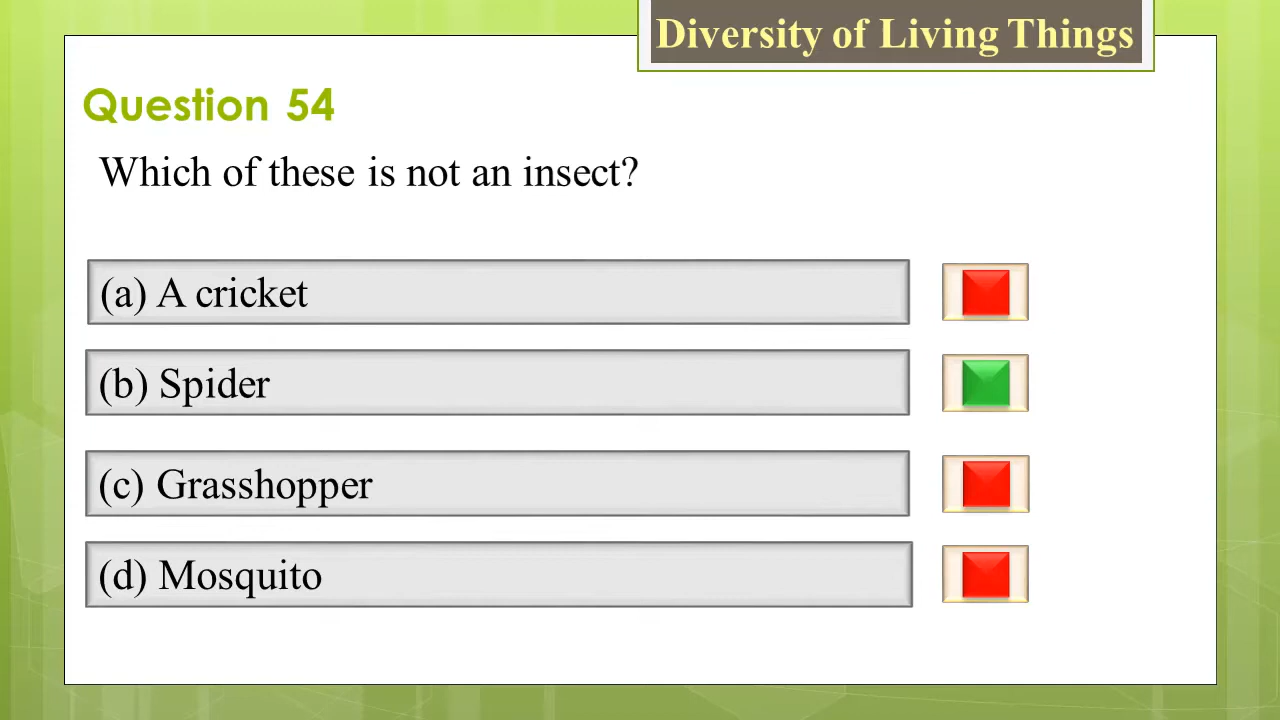 Diversity of Living Things
Question 54
Which of these is not an insect?
(a) A cricket
(b) Spider
(c) Grasshopper
(d) Mosquito